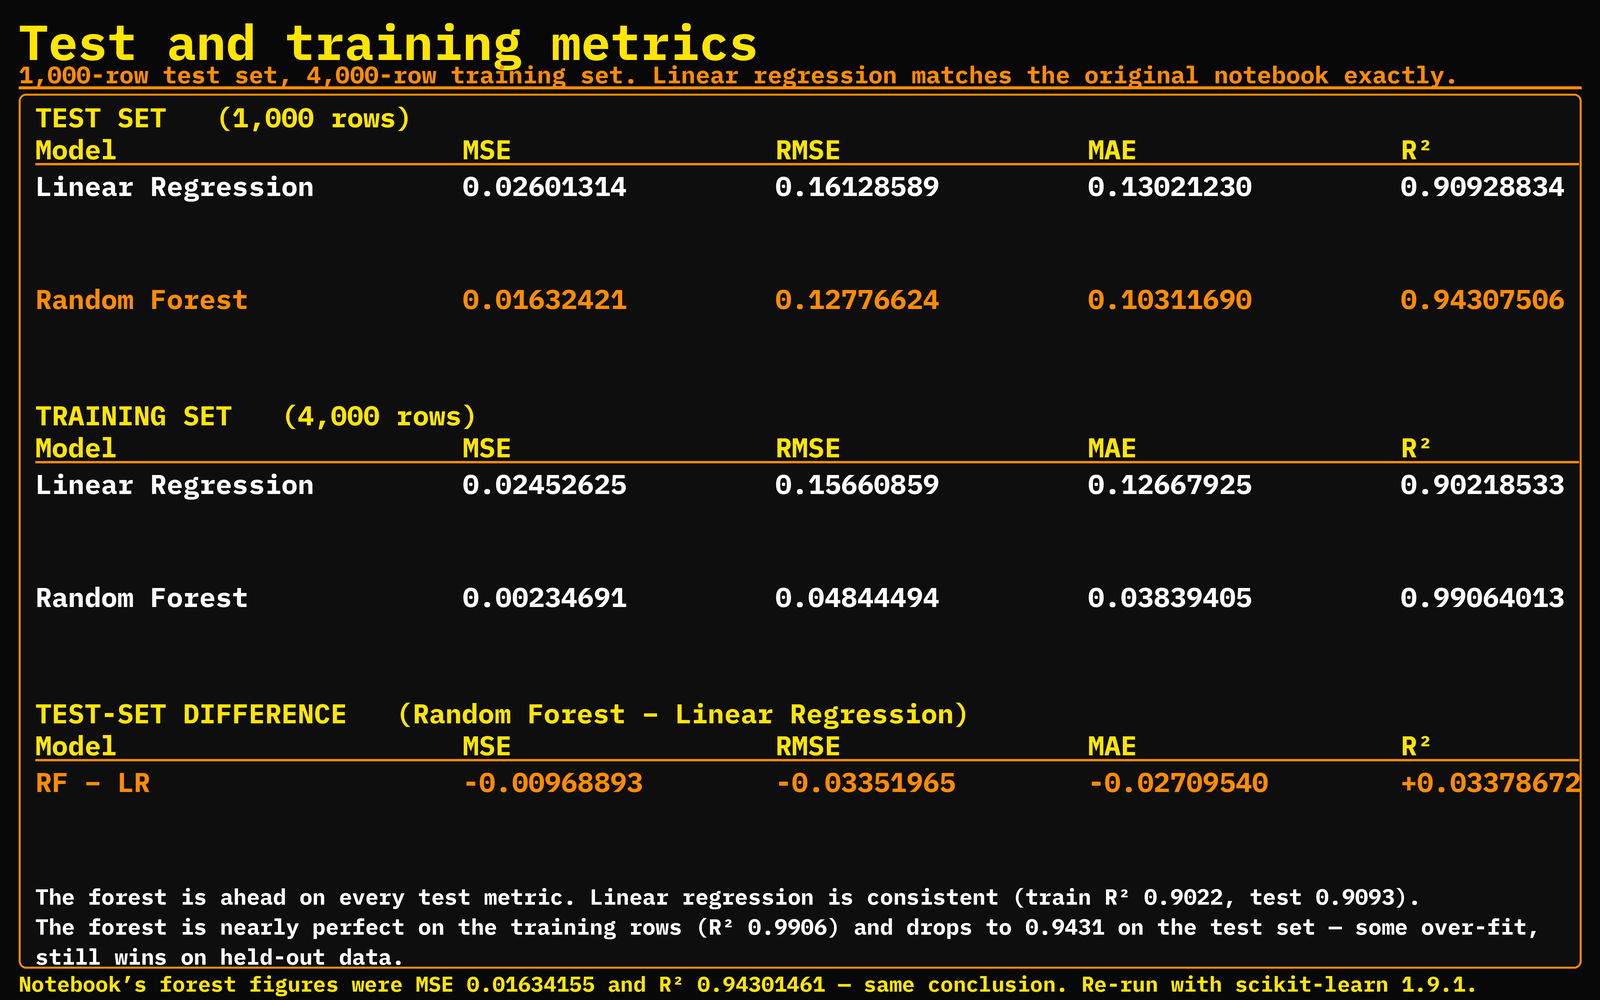 Test and training metrics
1,000-row test set, 4,000-row training set. Linear regression matches the original notebook exactly.
TEST SET (1,000 rows)
Model MSE RMSE MAE R²
Linear Regression 0.02601314 0.16128589 0.13021230 0.90928834
Random Forest 0.01632421 0.12776624 0.10311690 0.94307506
TRAINING SET (4,000 rows)
Model MSE RMSE MAE R²
Linear Regression 0.02452625 0.15660859 0.12667925 0.90218533
Random Forest 0.00234691 0.04844494 0.03839405 0.99064013
TEST-SET DIFFERENCE (Random Forest − Linear Regression)
Model MSE RMSE MAE R²
RF − LR -0.00968893 -0.03351965 -0.02709540 +0.03378672
The forest is ahead on every test metric. Linear regression is consistent (train R² 0.9022, test 0.9093).
The forest is nearly perfect on the training rows (R² 0.9906) and drops to 0.9431 on the test set — some over-fit,
still wins on held-out data.
Notebook’s forest figures were MSE 0.01634155 and R² 0.94301461 — same conclusion. Re-run with scikit-learn 1.9.1.